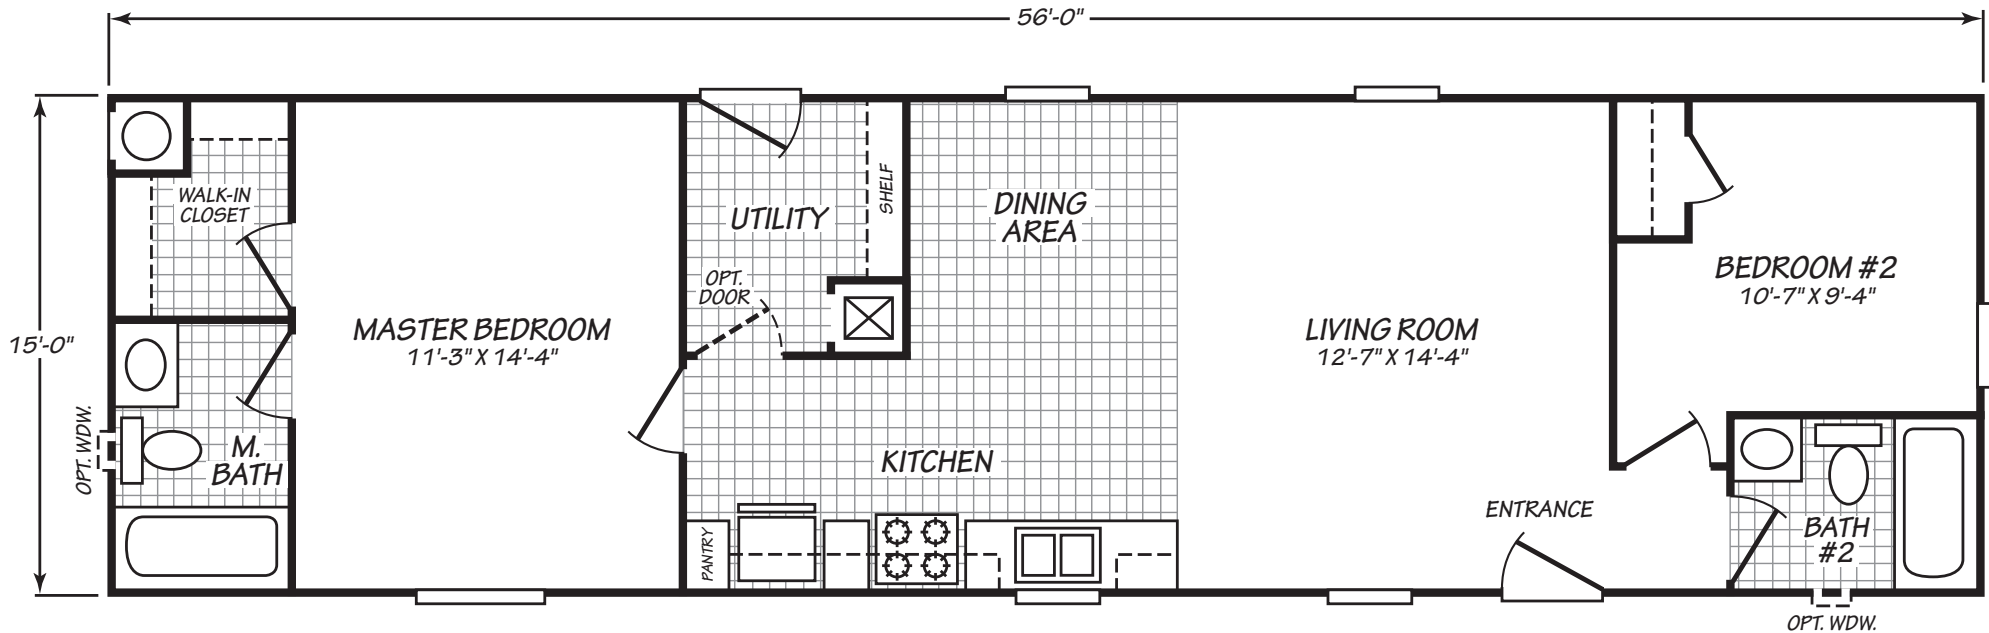 56'-0"
15'-0"
WALK-IN
CLOSET
OPT. WDW.
M.
BATH
MASTER BEDROOM
11'-3" X 14'-4"
UTILITY
SHELF
OPT.
DOOR
DINING
AREA
KITCHEN
PANTRY
LIVING ROOM
12'-7" X 14'-4"
ENTRANCE
BEDROOM #2
10'-7" X 9'-4"
BATH
#2
OPT. WDW.